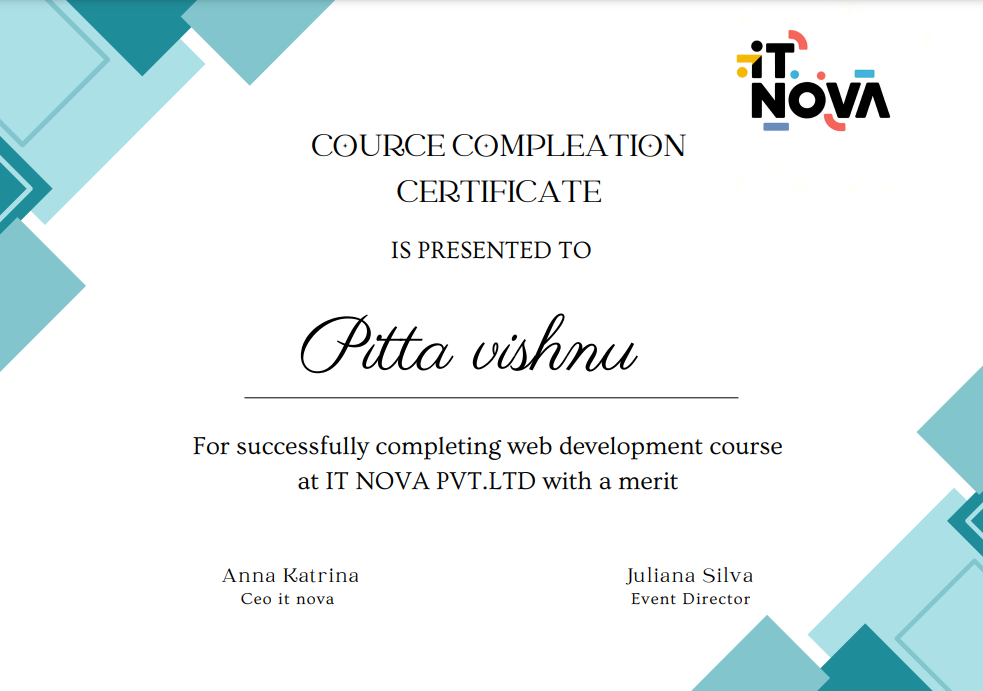 iT
NOVA
COURCE COMPLEATION
CERTIFICATE
IS PRESENTED TO
Pitta vishnu
For successfully completing web development course
at IT NOVA PVT.LTD with a merit
Anna Katrina
Ceo it nova
Juliana Silva
Event Director